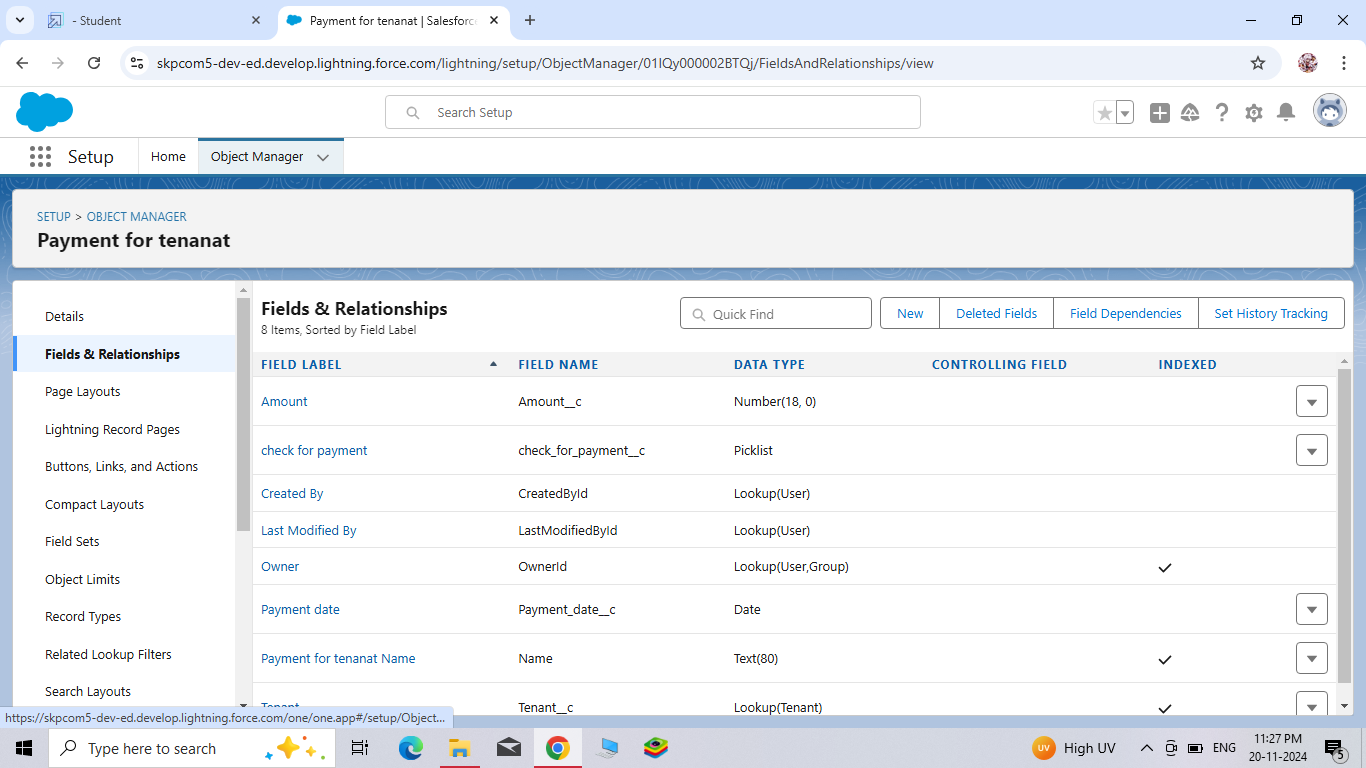 - Student
Payment for tenanat | Salesforce
skpcom5-dev-ed.develop.lightning.force.com/lightning/setup/ObjectManager/01IQy000002BTQj/FieldsAndRelationships/view
Search Setup
Setup Home Object Manager
SETUP > OBJECT MANAGER
Payment for tenanat
Details
Fields & Relationships
Page Layouts
Lightning Record Pages
Buttons, Links, and Actions
Compact Layouts
Field Sets
Object Limits
Record Types
Related Lookup Filters
Search Layouts
Fields & Relationships
8 Items, Sorted by Field Label
Quick Find
New Deleted Fields Field Dependencies Set History Tracking
FIELD LABEL FIELD NAME DATA TYPE CONTROLLING FIELD INDEXED
Amount Amount__c Number(18, 0)
check for payment check_for_payment__c Picklist
Created By CreatedById Lookup(User)
Last Modified By LastModifiedById Lookup(User)
Owner OwnerId Lookup(User,Group)
Payment date Payment_date__c Date
Payment for tenanat Name Name Text(80)
Tenant Tenant__c Lookup(Tenant)
https://skpcom5-dev-ed.develop.lightning.force.com/one/one.app#/setup/Object...
Type here to search
UV High UV
ENG
11:27 PM
20-11-2024
5